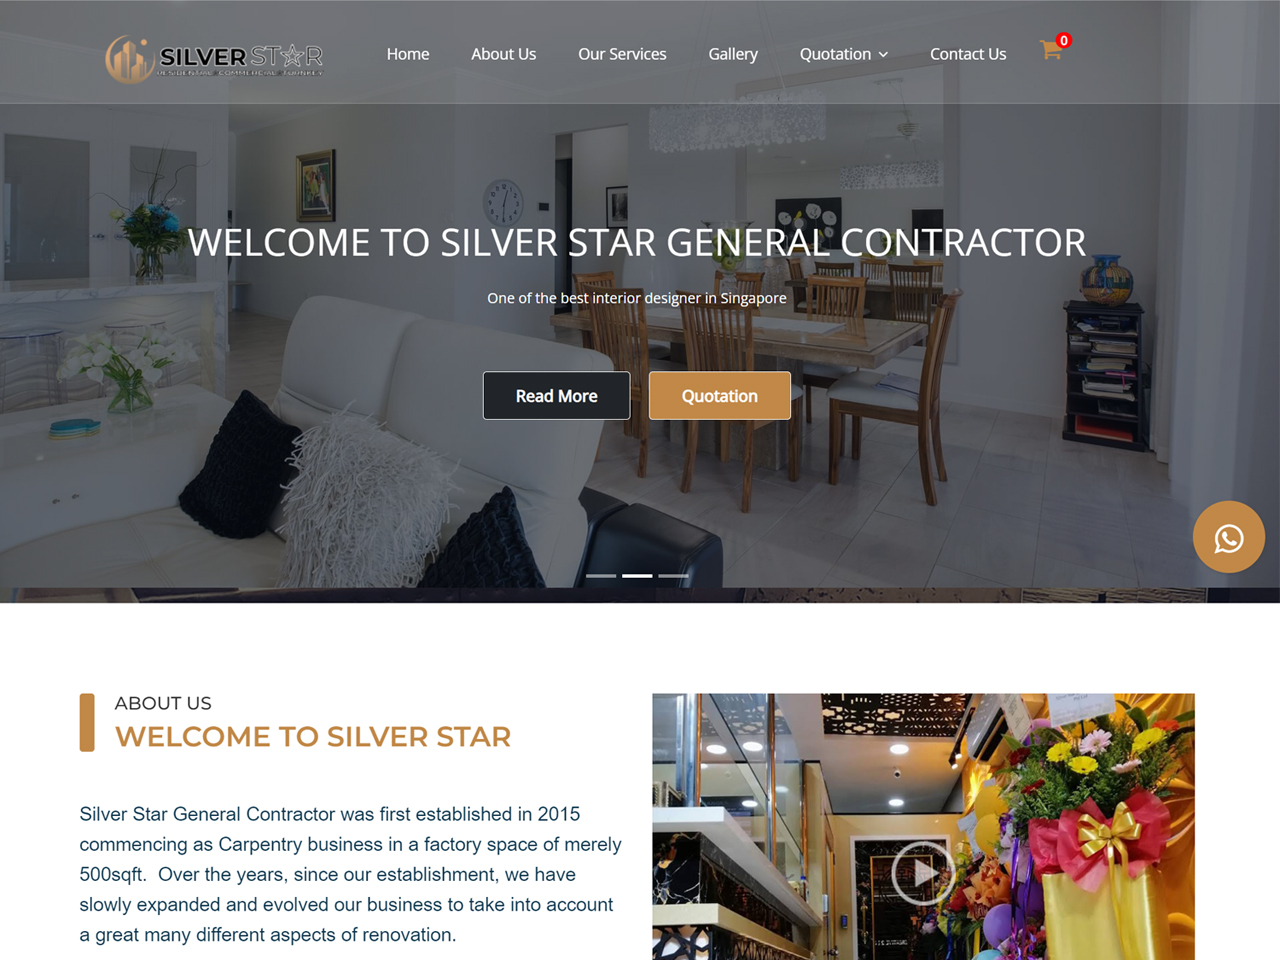 SILVER STAR
RESIDENTIAL COMMERCIAL TURNKEY
Home
About Us
Our Services
Gallery
Quotation
Contact Us
0
WELCOME TO SILVER STAR GENERAL CONTRACTOR
One of the best interior designer in Singapore
Read More
Quotation
ABOUT US
WELCOME TO SILVER STAR
Silver Star General Contractor was first established in 2015
commencing as Carpentry business in a factory space of merely
500sqft. Over the years, since our establishment, we have
slowly expanded and evolved our business to take into account
a great many different aspects of renovation.